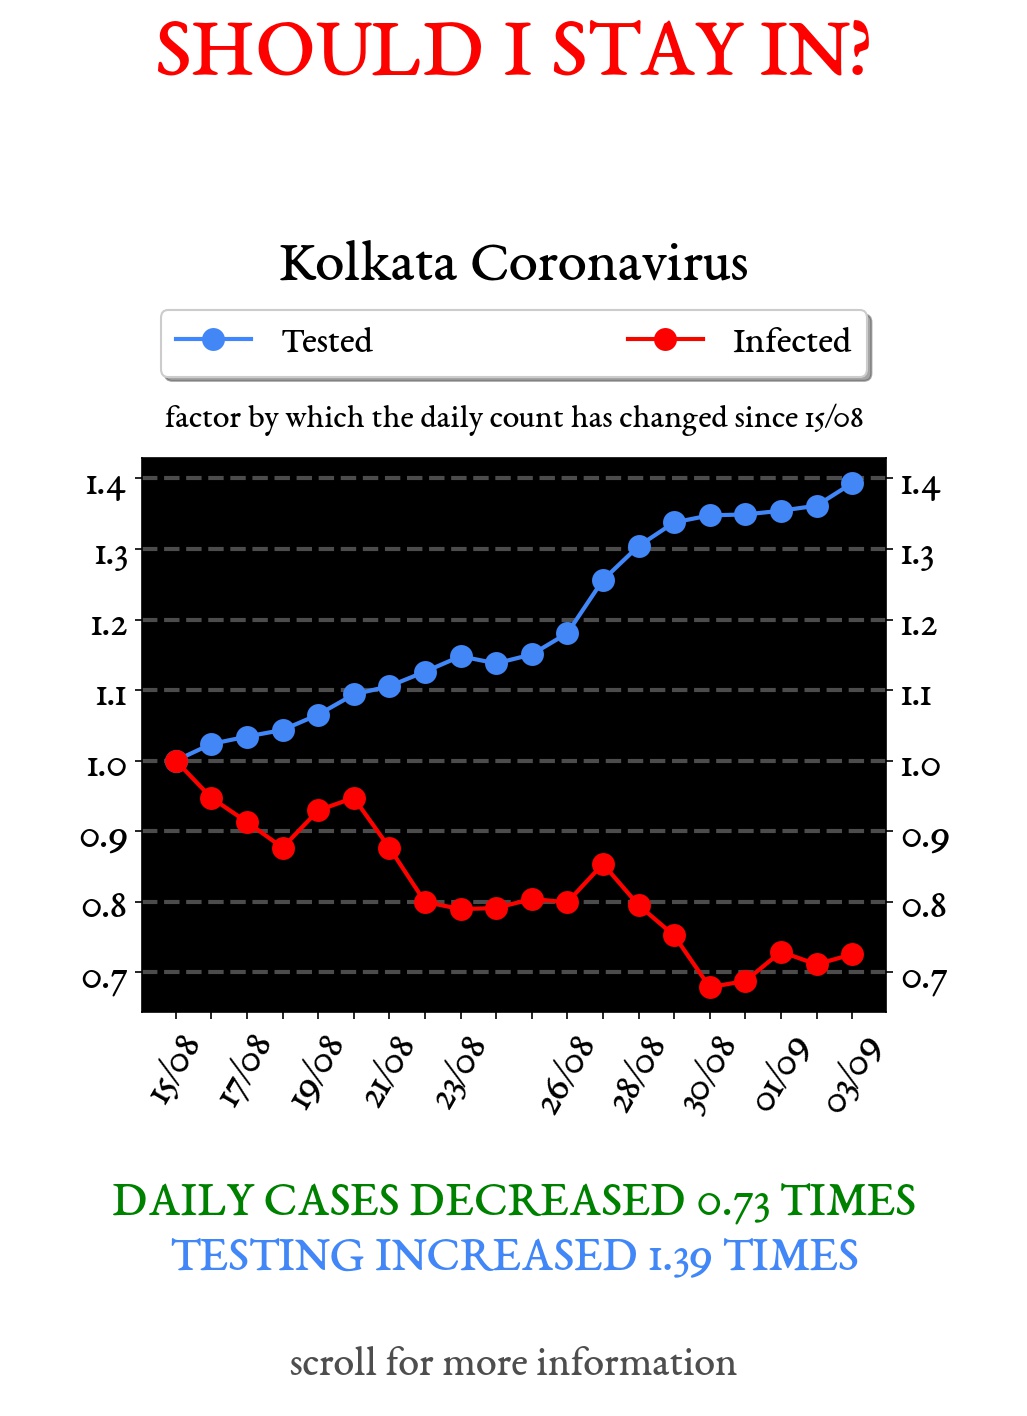 SHOULD I STAY IN?
Kolkata Coronavirus
Tested Infected
factor by which the daily count has changed since 15/08
1.4 1.4
1.3 1.3
1.2 1.2
1.1 1.1
1.0 1.0
0.9 0.9
0.8 0.8
0.7 0.7
15/08 17/08 19/08 21/08 23/08 26/08 28/08 30/08 01/09 03/09
DAILY CASES DECREASED 0.73 TIMES
TESTING INCREASED 1.39 TIMES
scroll for more information